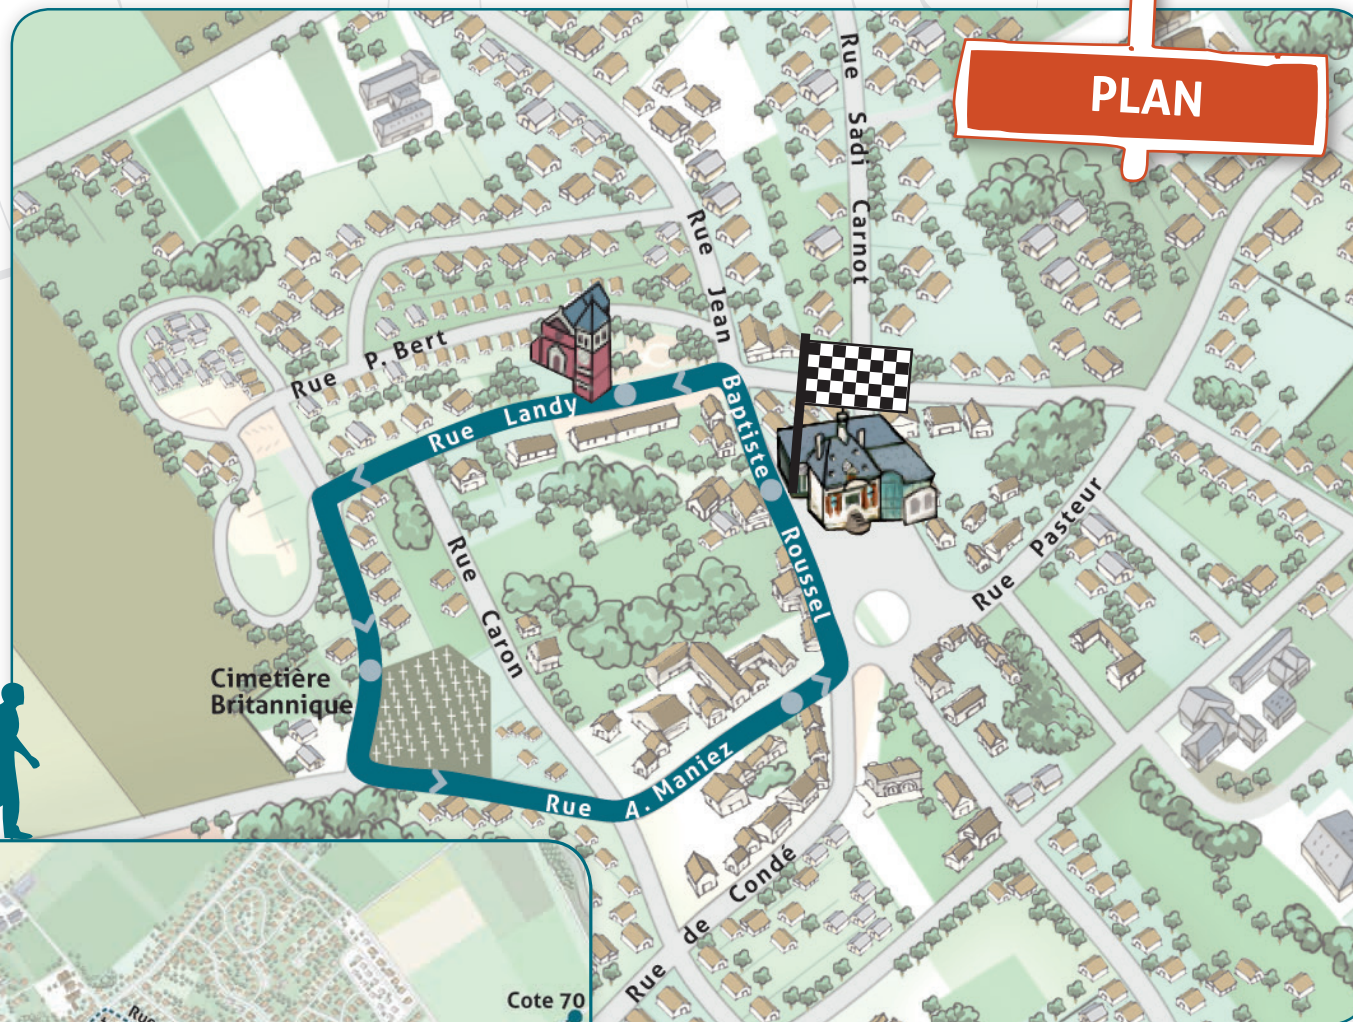 PLAN
Rue Sadi Carnot
Rue Jean
Baptiste
Roussel
Rue P. Bert
Rue Landy
Rue Caron
Rue Pasteur
Cimetière
Britannique
Rue A. Maniez
Rue de Condé
Cote 70
Rue